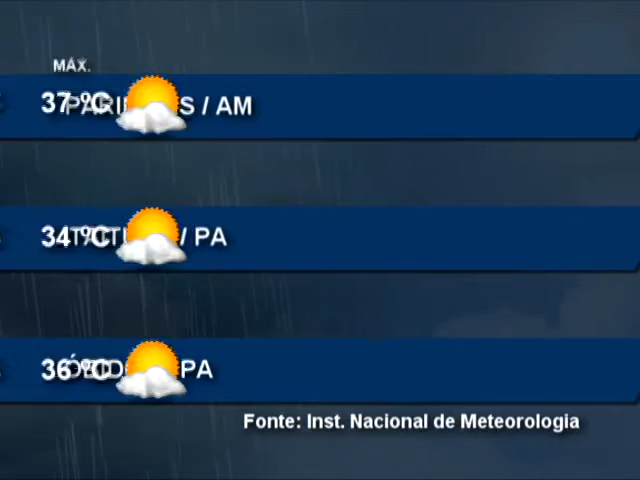 MÁX.
37 ºC S / AM
34 ºC / PA
36 ºC PA
Fonte: Inst. Nacional de Meteorologia